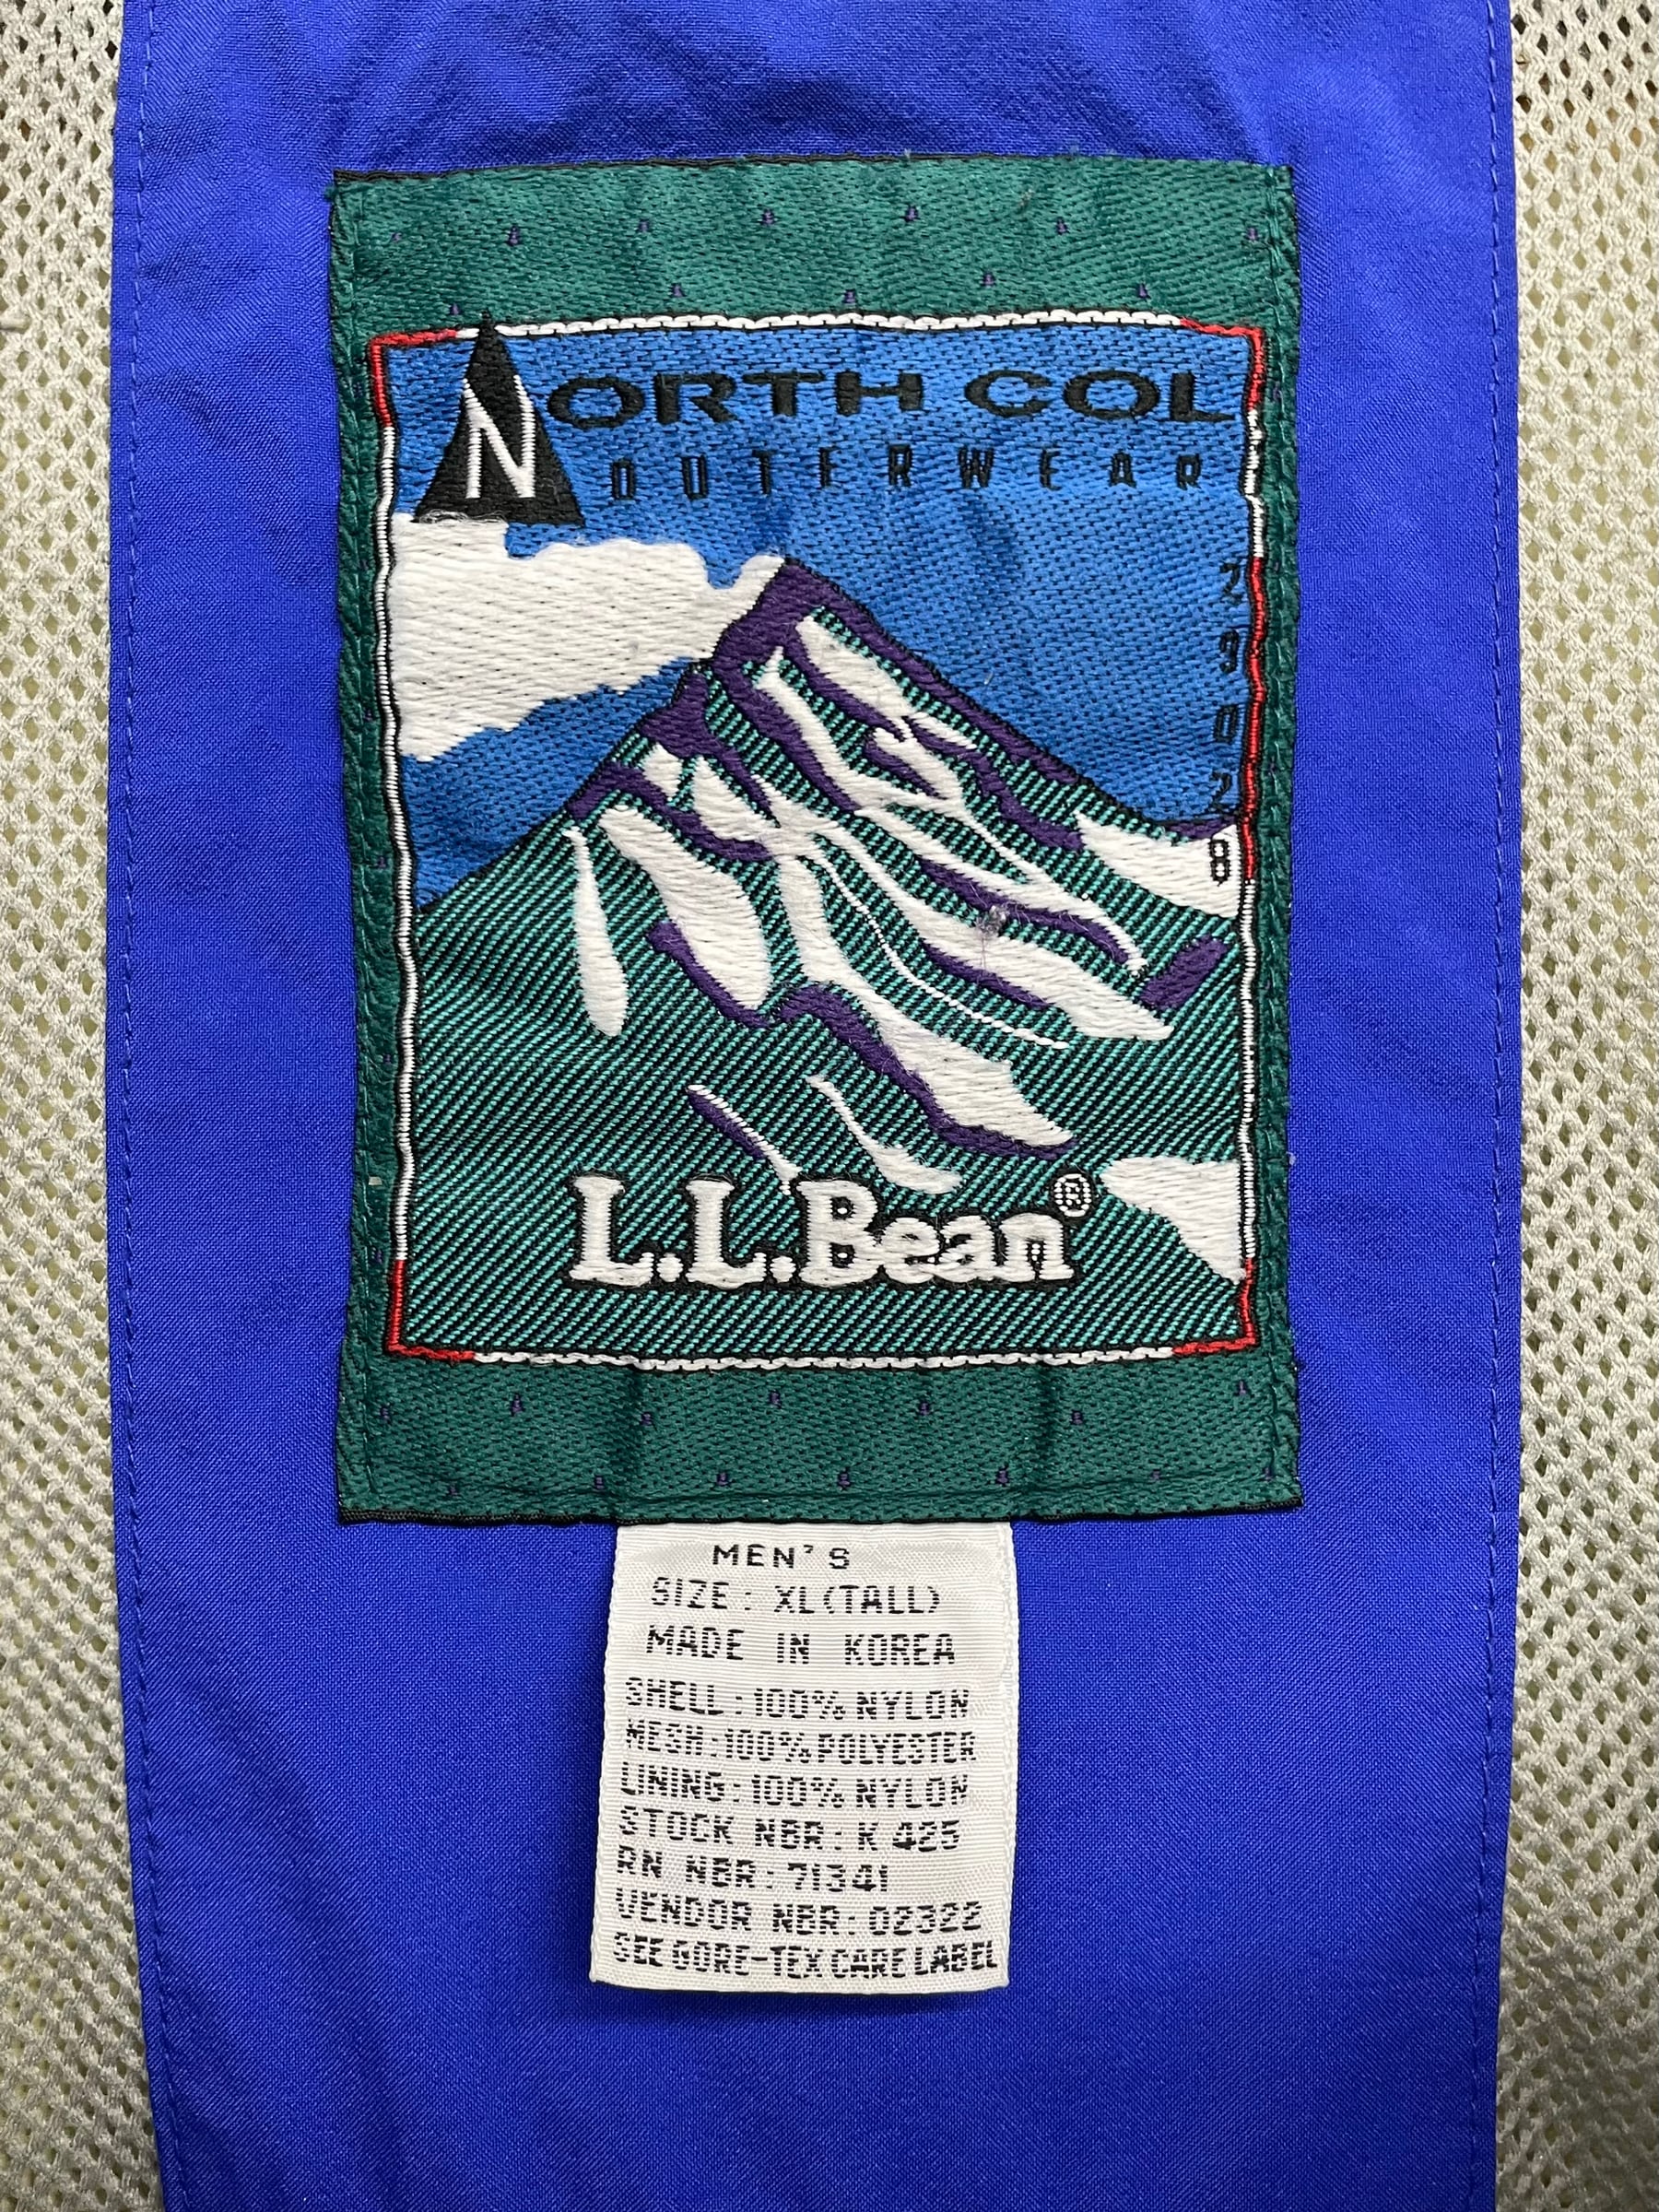 NORTH COL
OUTERWEAR
79028
L.L.Bean®
MEN'S
SIZE: XL(TALL)
MADE IN KOREA
SHELL: 100% NYLON
MESH: 100% POLYESTER
LINING: 100% NYLON
STOCK NBR: K 425
RN NBR: 71341
VENDOR NBR: 02322
SEE GORE-TEX CARE LABEL